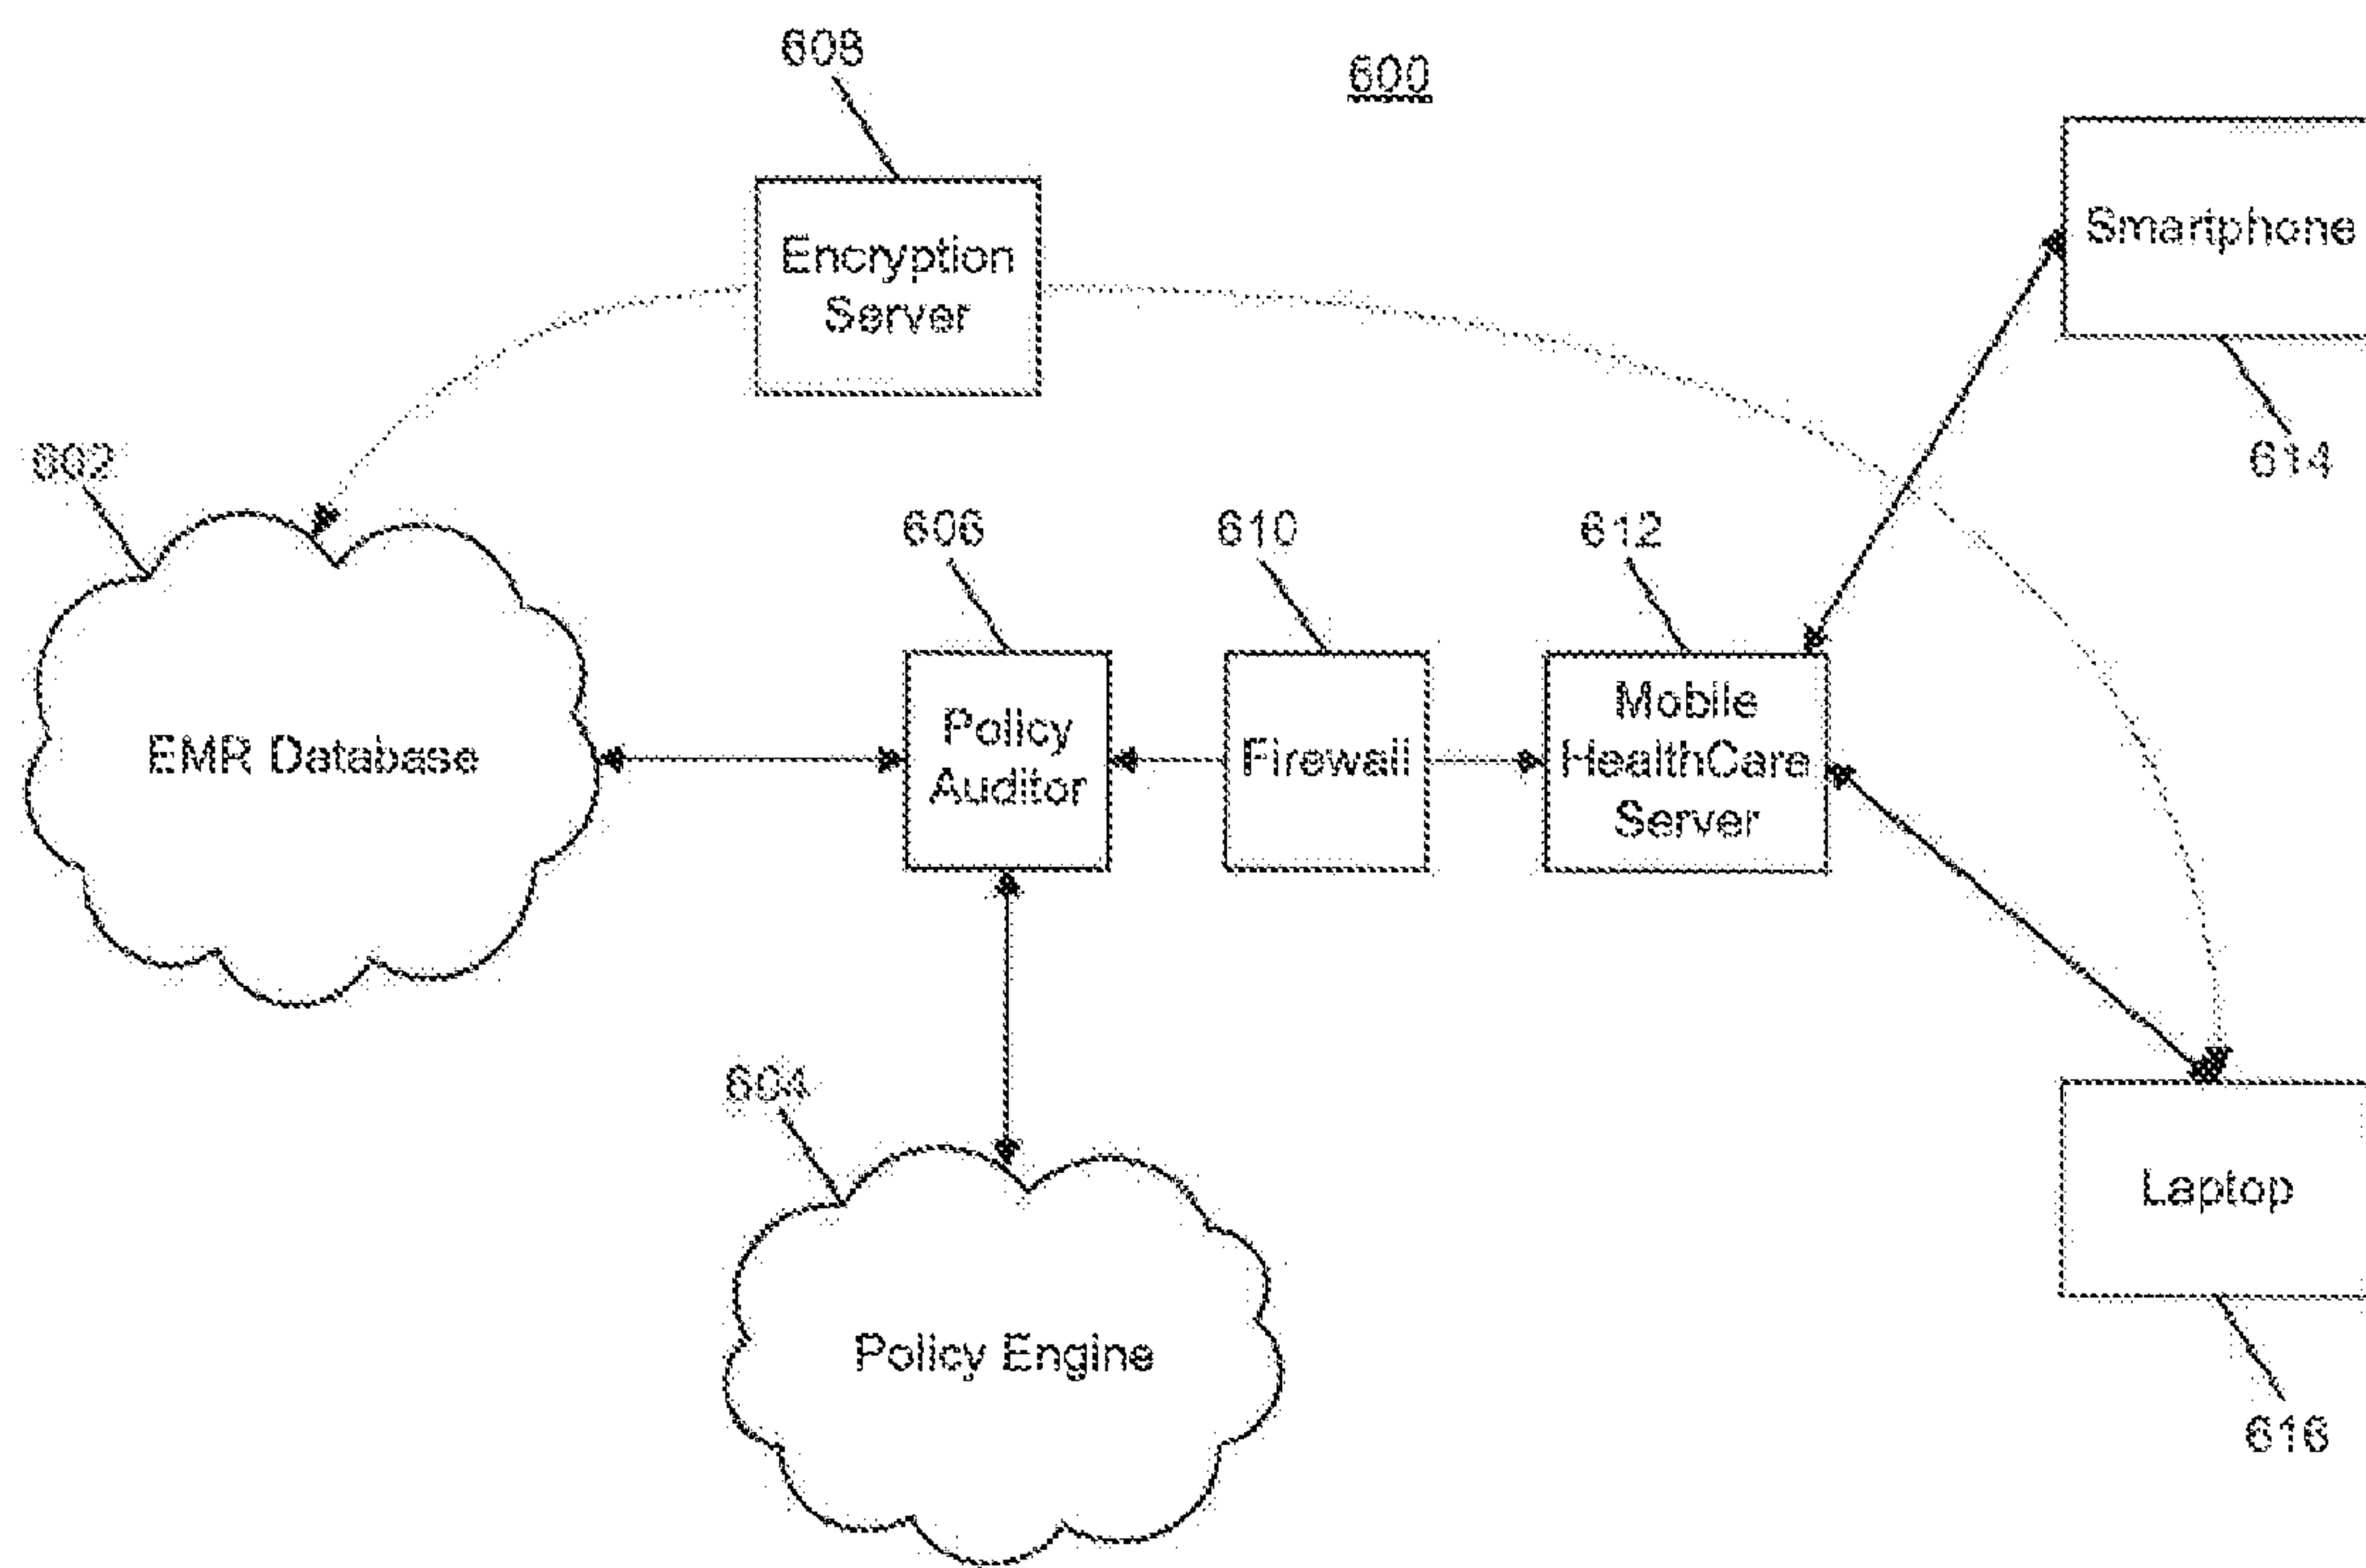 608
600
Encryption
Server
Smartphone
602
614
606
610
612
EMR Database
Policy
Auditor
Firewall
Mobile
HealthCare
Server
604
Laptop
Policy Engine
616